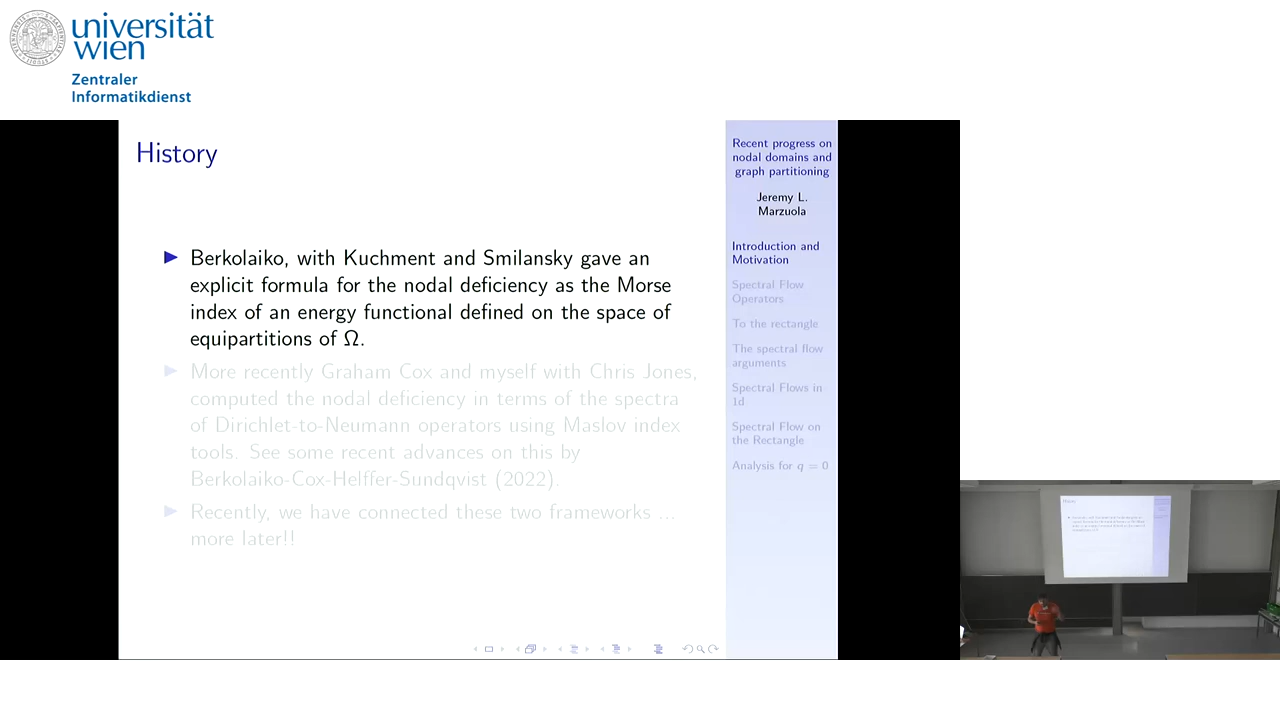 universität
wien
Zentraler
Informatikdienst
History
Berkolaiko, with Kuchment and Smilansky gave an
explicit formula for the nodal deficiency as the Morse
index of an energy functional defined on the space of
equipartitions of Ω.
More recently Graham Cox and myself with Chris Jones,
computed the nodal deficiency in terms of the spectra
of Dirichlet-to-Neumann operators using Maslov index
tools. See some recent advances on this by
Berkolaiko-Cox-Helffer-Sundqvist (2022).
Recently, we have connected these two frameworks ...
more later!!
Recent progress on
nodal domains and
graph partitioning
Jeremy L.
Marzuola
Introduction and
Motivation
Spectral Flow
Operators
To the rectangle
The spectral flow
arguments
Spectral Flows in
1d
Spectral Flow on
the Rectangle
Analysis for q = 0